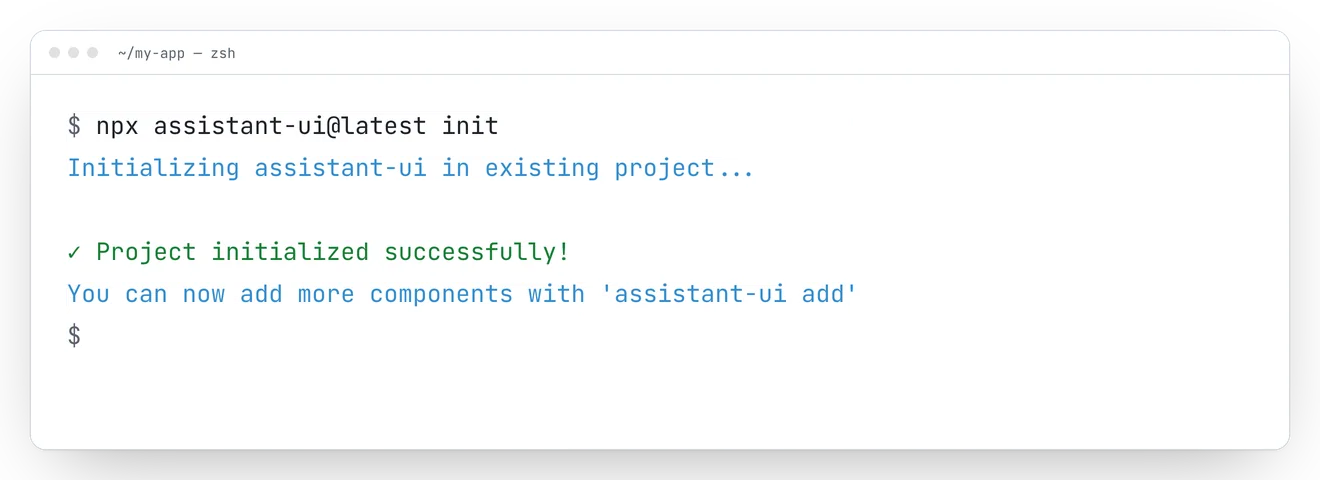 ~/my-app — zsh
$ npx assistant-ui@latest init
Initializing assistant-ui in existing project...
✓ Project initialized successfully!
You can now add more components with 'assistant-ui add'
$